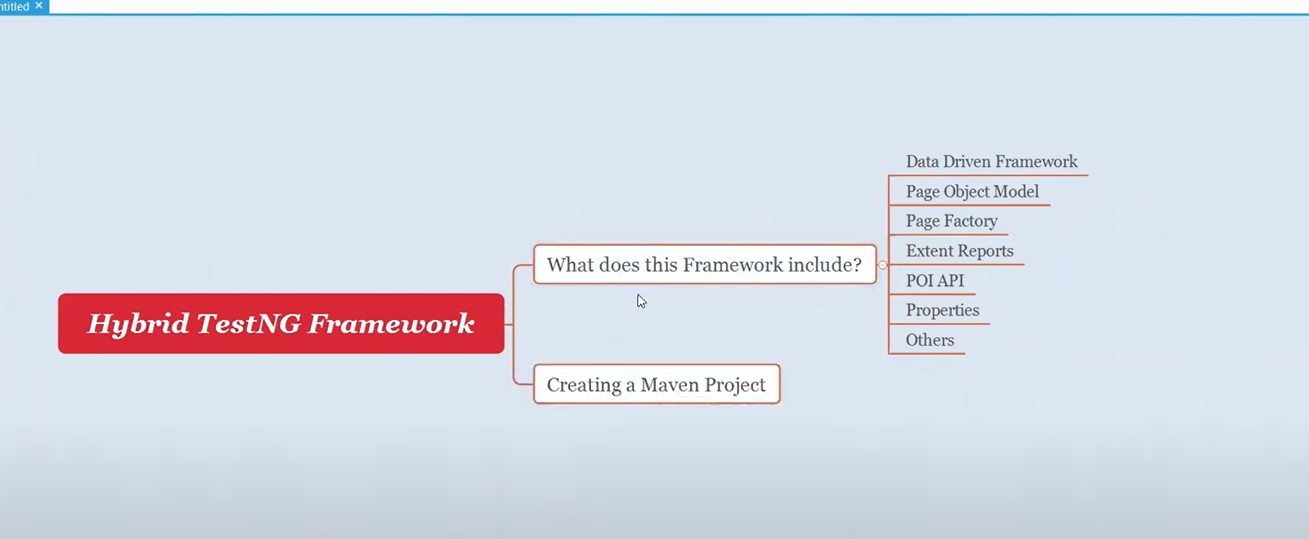 ntitled
Hybrid TestNG Framework
What does this Framework include?
Data Driven Framework
Page Object Model
Page Factory
Extent Reports
POI API
Properties
Others
Creating a Maven Project